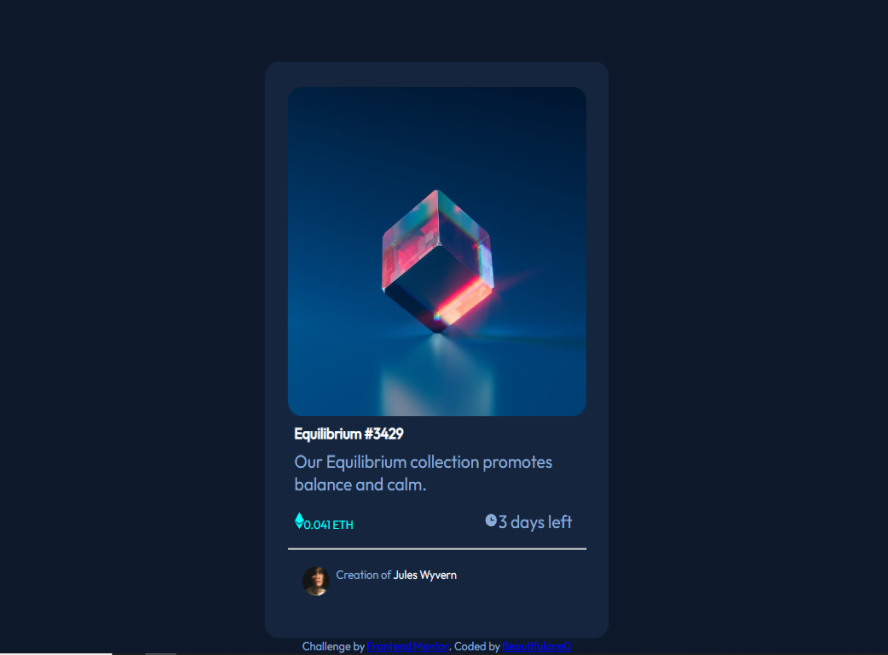 Equilibrium #3429
Our Equilibrium collection promotes
balance and calm.
0.041 ETH
3 days left
Creation of Jules Wyvern
Challenge by Frontend Mentor. Coded by